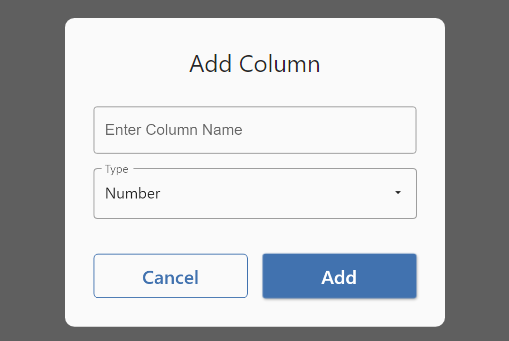 Add Column
Enter Column Name
Type
Number
Cancel
Add